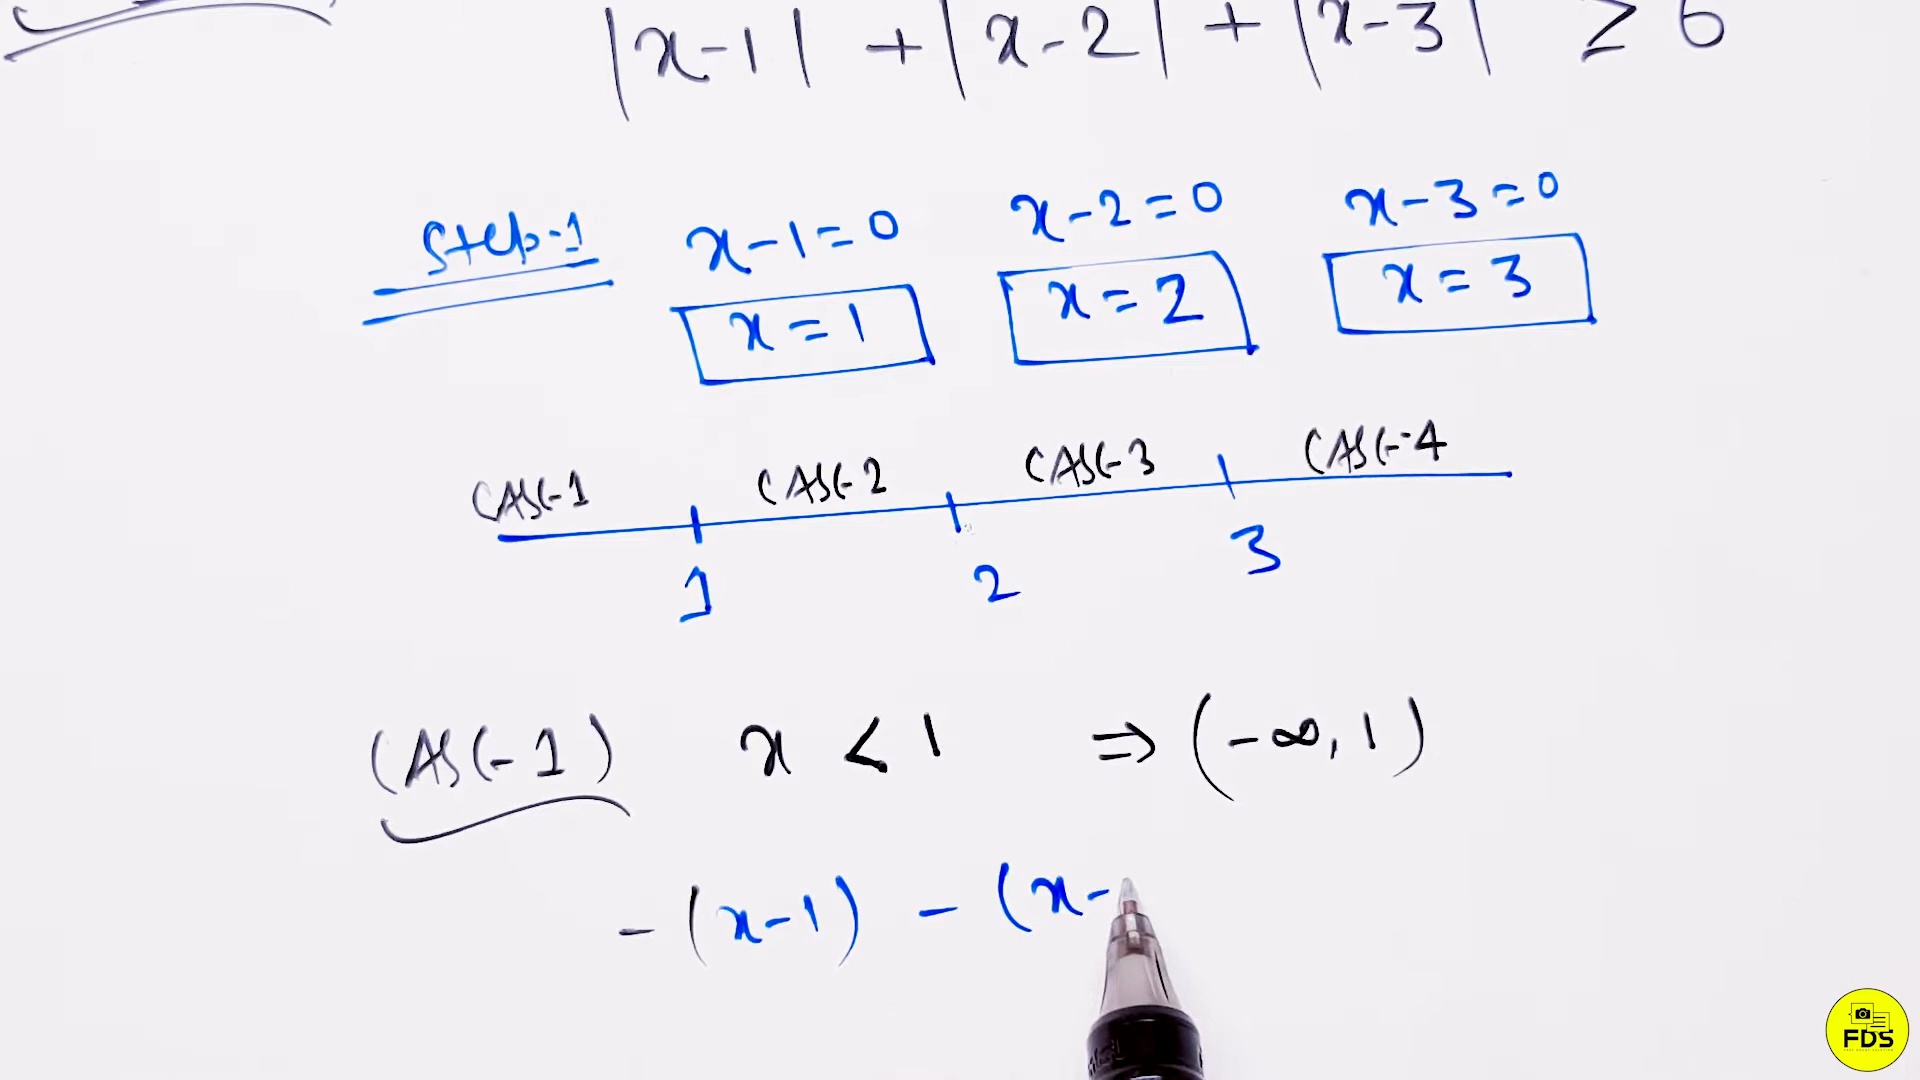 |x-1| + |x-2| + |x-3| ≥ 6
Step-1 x-1=0 x-2=0 x-3=0
x=1 x=2 x=3
CASE-1 CASE-2 CASE-3 CASE-4
1 2 3
CASE-1) x < 1 ⇒ (-∞, 1)
-(x-1) - (x-
FDS